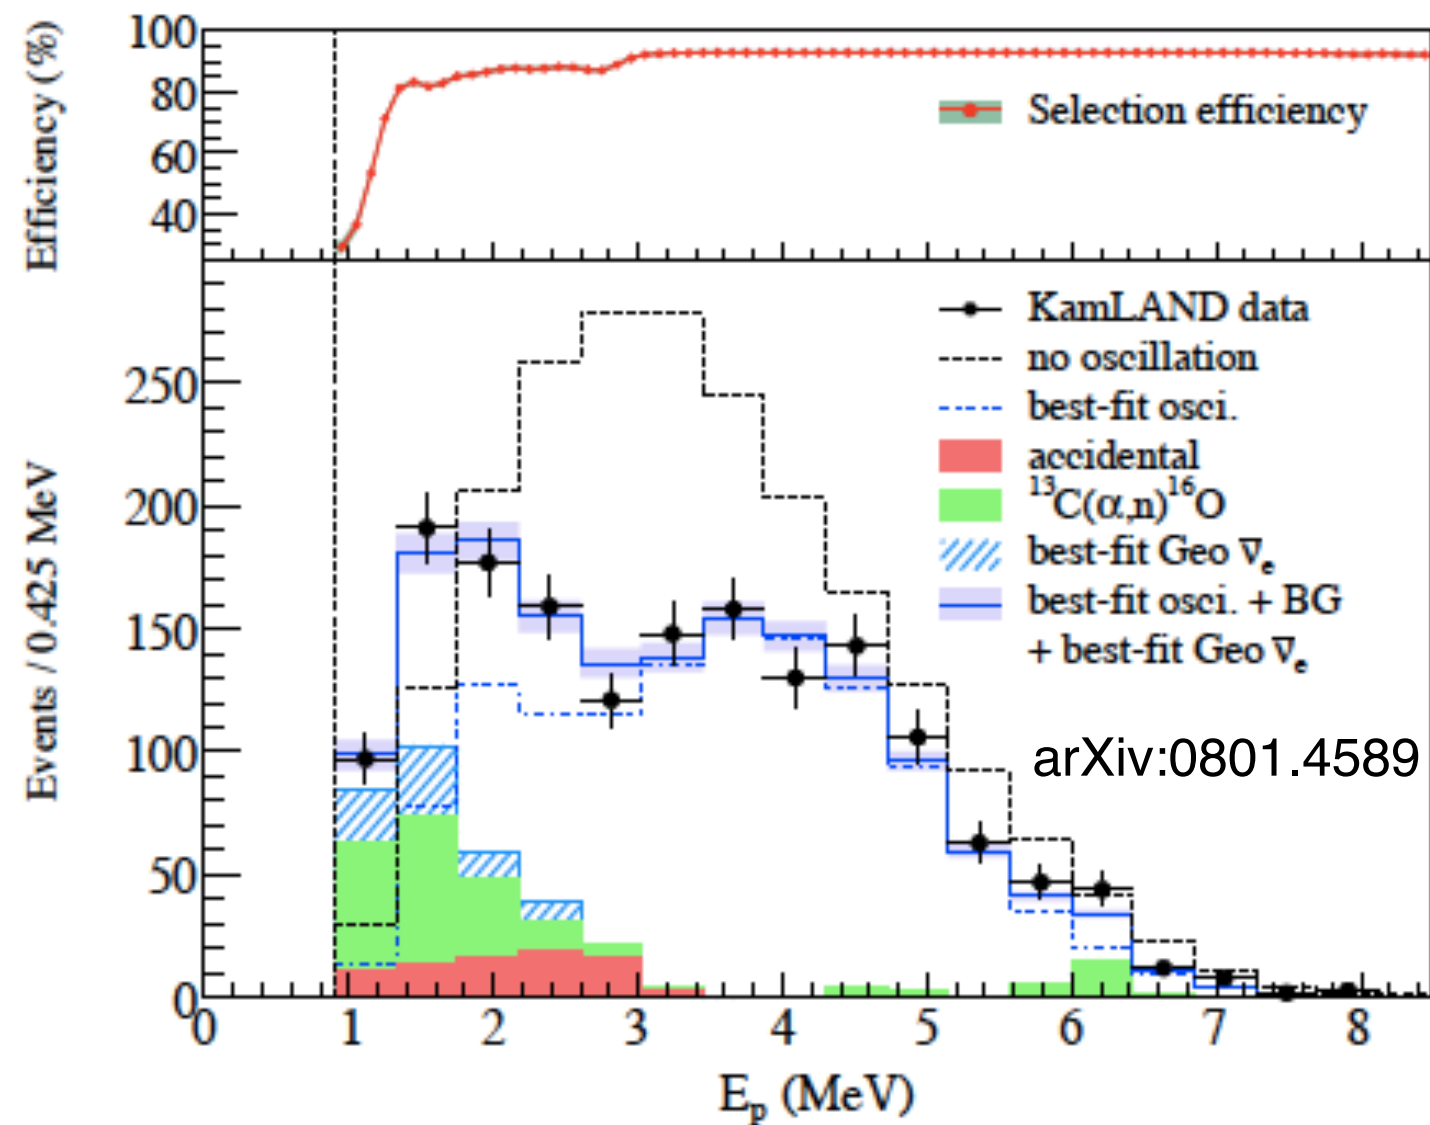 Efficiency (%)
100
80
60
40
Selection efficiency
Events / 0.425 MeV
250
200
150
100
50
0
KamLAND data
no oscillation
best-fit osci.
accidental
¹³C(α,n)¹⁶O
best-fit Geo ν̅ₑ
best-fit osci. + BG
+ best-fit Geo ν̅ₑ
arXiv:0801.4589
0 1 2 3 4 5 6 7 8
Eₚ (MeV)